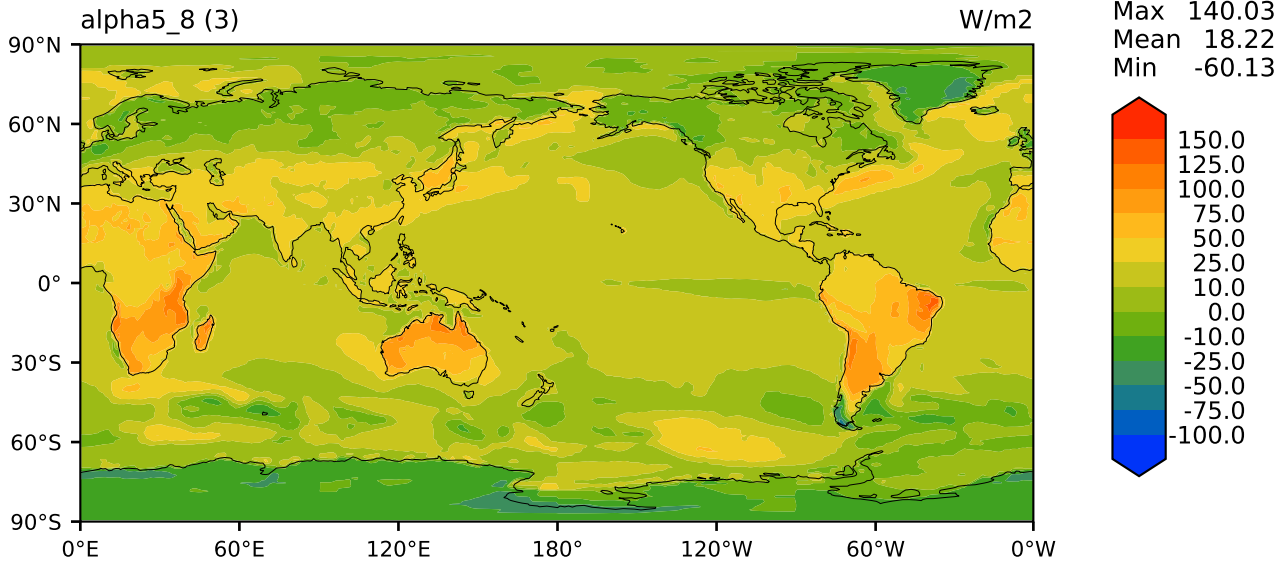 alpha5_8 (3)
W/m2
Max 140.03
Mean 18.22
Min -60.13
90°N
60°N
30°N
0°
30°S
60°S
90°S
0°E
60°E
120°E
180°
120°W
60°W
0°W
150.0
125.0
100.0
75.0
50.0
25.0
10.0
0.0
-10.0
-25.0
-50.0
-75.0
-100.0